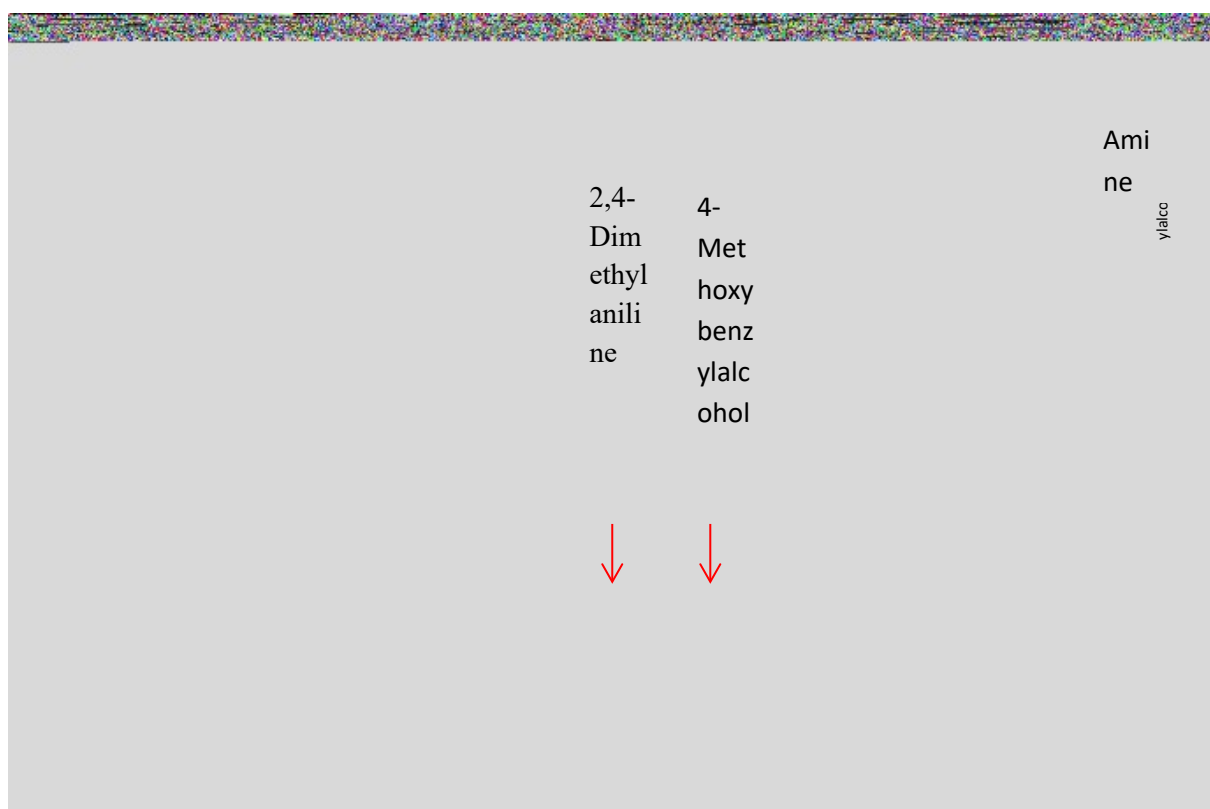 2,4-
Dim
ethyl
anili
ne
4-
Met
hoxy
benz
ylalc
ohol
Ami
ne
ylalco